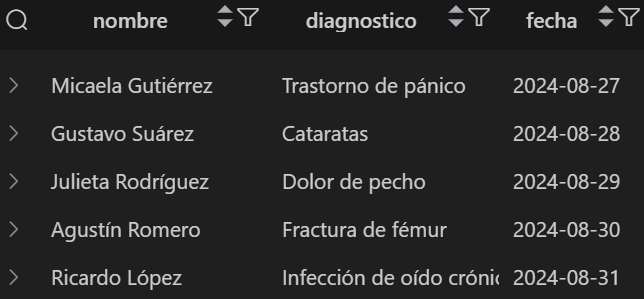 nombre diagnostico fecha
Micaela Gutiérrez Trastorno de pánico 2024-08-27
Gustavo Suárez Cataratas 2024-08-28
Julieta Rodríguez Dolor de pecho 2024-08-29
Agustín Romero Fractura de fémur 2024-08-30
Ricardo López Infección de oído cróni 2024-08-31